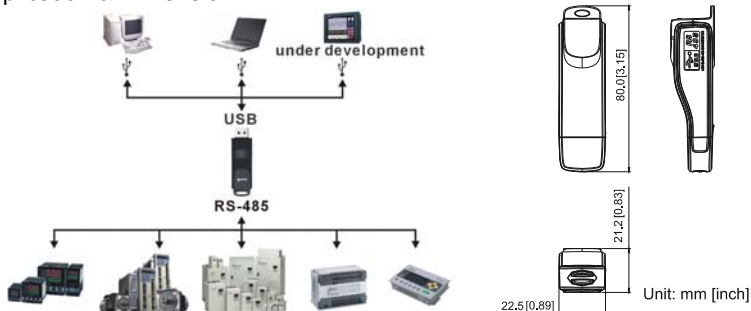 under development
USB
RS-485
80.0 [3.15]
21.2 [0.83]
22.5 [0.89]
Unit: mm [inch]